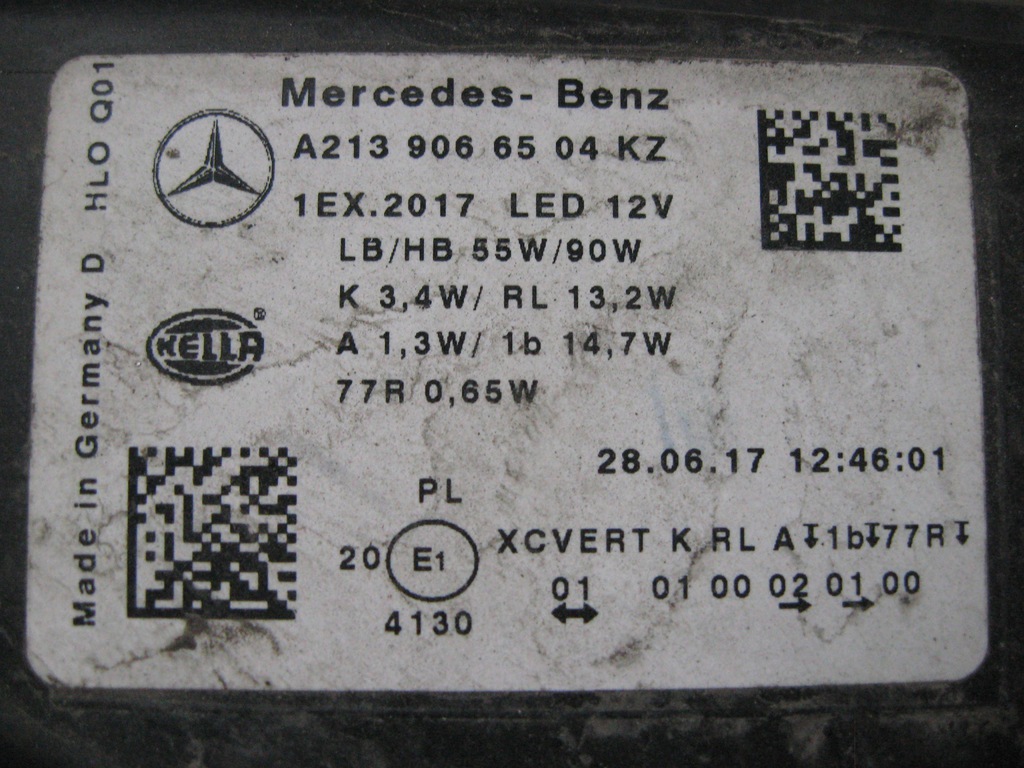 Mercedes- Benz
A213 906 65 04 KZ
1EX.2017 LED 12V
LB/HB 55W/90W
K 3,4W/ RL 13,2W
A 1,3W/ 1b 14,7W
77R 0,65W
HELLA®
Made in Germany D HLO Q01
28.06.17 12:46:01
PL
20 E1
4130
XCVERT K RL A↧1b↧77R↧
01 01 00 02 01 00
↔ → →